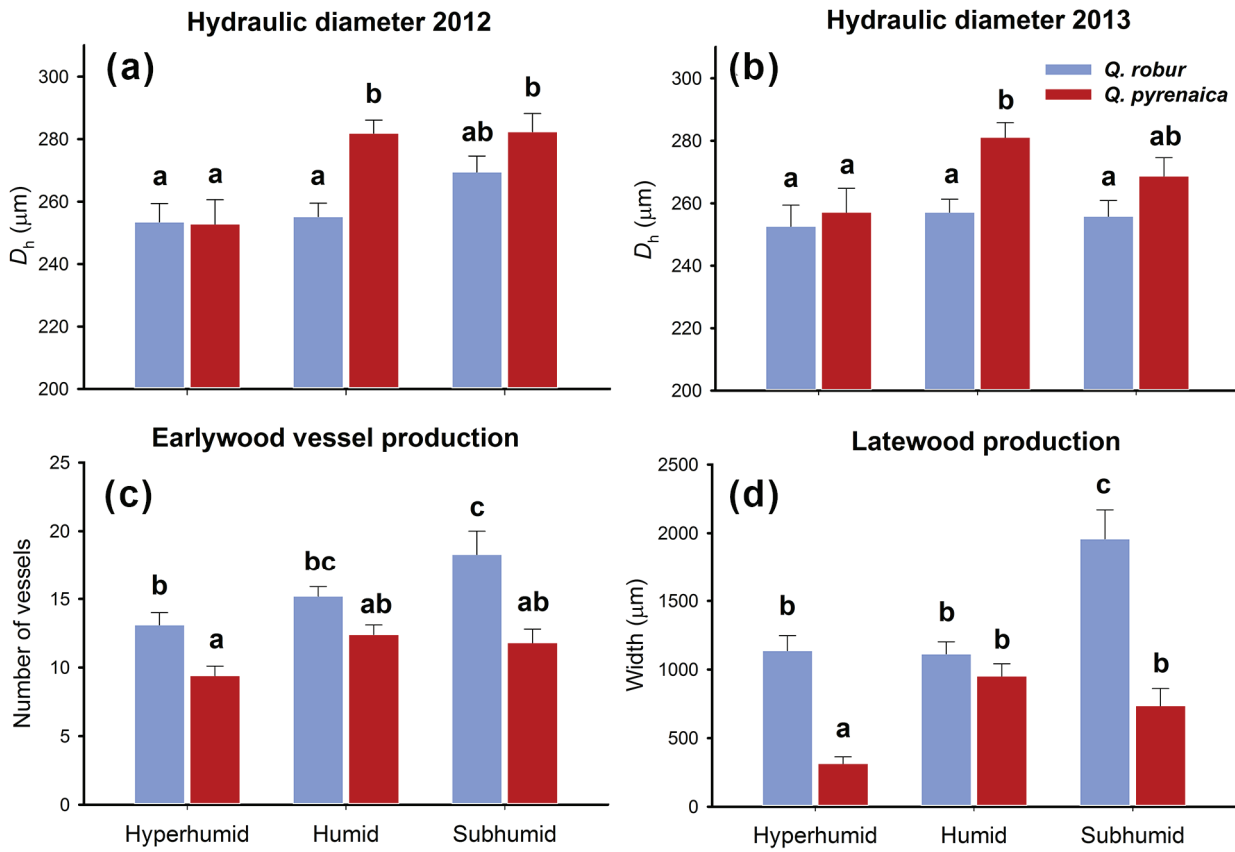 Hydraulic diameter 2012
(a)
300
280
260
240
220
200
Dh (μm)
a
a
a
b
ab
b
Hydraulic diameter 2013
(b)
Q. robur
Q. pyrenaica
300
280
260
240
220
200
Dh (μm)
a
a
a
b
a
ab
Earlywood vessel production
(c)
25
20
15
10
5
0
Number of vessels
b
a
bc
ab
c
ab
Hyperhumid
Humid
Subhumid
Latewood production
(d)
2500
2000
1500
1000
500
0
Width (μm)
b
a
b
b
c
b
Hyperhumid
Humid
Subhumid